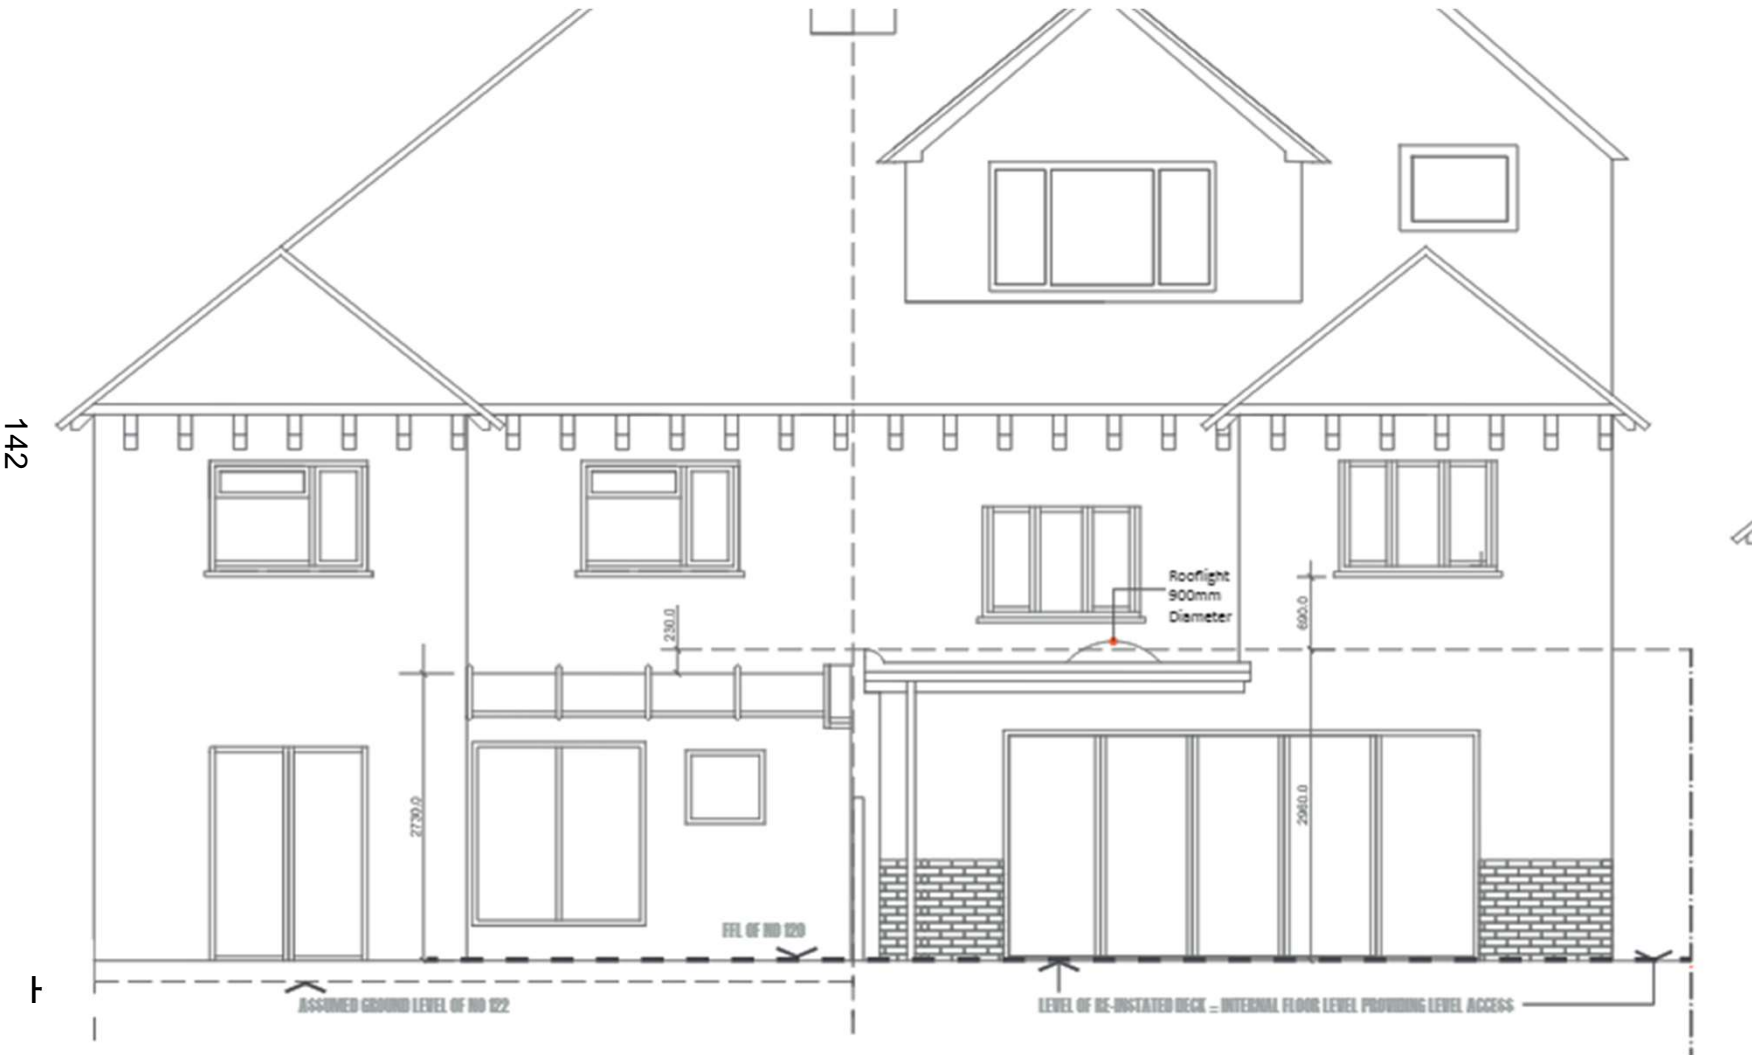 142
Rooflight
900mm
Diameter
230.0
690.0
2730.0
2960.0
FFL OF NO 120
ASSUMED GROUND LEVEL OF NO 122
LEVEL OF RE-INSTATED DECK = INTERNAL FLOOR LEVEL PROVIDING LEVEL ACCESS